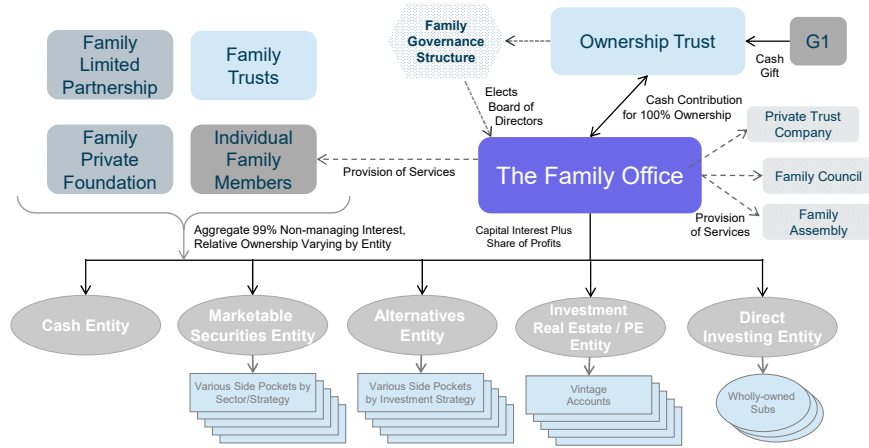 Family
Limited
Partnership
Family
Trusts
Family
Governance
Structure
Ownership Trust
G1
Cash
Gift
Elects
Board of
Directors
Cash Contribution
for 100% Ownership
Private Trust
Company
Family
Private
Foundation
Individual
Family
Members
Provision of Services
The Family Office
Family Council
Provision
of Services
Family
Assembly
Aggregate 99% Non-managing Interest,
Relative Ownership Varying by Entity
Capital Interest Plus
Share of Profits
Cash Entity
Marketable
Securities Entity
Alternatives
Entity
Investment
Real Estate / PE
Entity
Direct
Investing Entity
Various Side Pockets by
Sector/Strategy
Various Side Pockets
by Investment Strategy
Vintage
Accounts
Wholly-owned
Subs